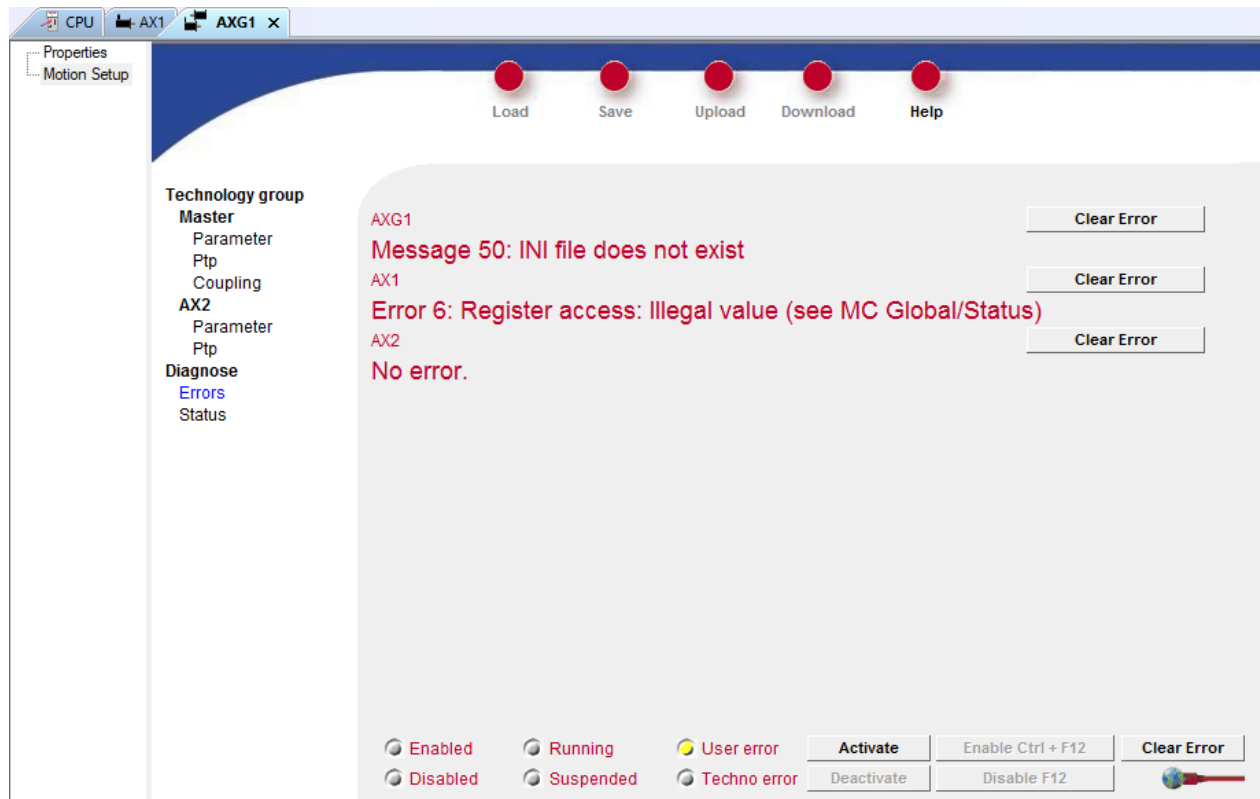 CPU AX1 AXG1
Properties
Motion Setup
Load Save Upload Download Help
Technology group
Master
Parameter
Ptp
Coupling
AX2
Parameter
Ptp
Diagnose
Errors
Status
AXG1 Clear Error
Message 50: INI file does not exist
AX1 Clear Error
Error 6: Register access: Illegal value (see MC Global/Status)
AX2 Clear Error
No error.
Enabled Running User error Activate Enable Ctrl + F12 Clear Error
Disabled Suspended Techno error Deactivate Disable F12